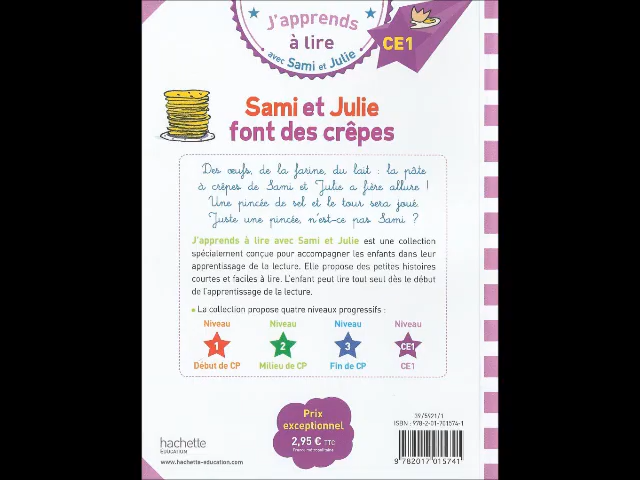 J'apprends
à lire
avec Sami et Julie
CE1
Sami et Julie
font des crêpes
Des œufs, de la farine, du lait : la pâte
à crêpes de Sami et Julie a fière allure !
Une pincée de sel et le tour sera joué.
Juste une pincée, n'est-ce pas Sami ?
J'apprends à lire avec Sami et Julie est une collection
spécialement conçue pour accompagner les enfants dans leur
apprentissage de la lecture. Elle propose des petites histoires
courtes et faciles à lire. L'enfant peut lire tout seul dès le début
de l'apprentissage de la lecture.
• La collection propose quatre niveaux progressifs :
Niveau Niveau Niveau Niveau
1 2 3 CE1
Début de CP Milieu de CP Fin de CP CE1
Prix
exceptionnel
2,95 € TTC
France métropolitaine
39/5921/1
ISBN : 978-2-01-701574-1
9 782017 015741
hachette
ÉDUCATION
www.hachette-education.com